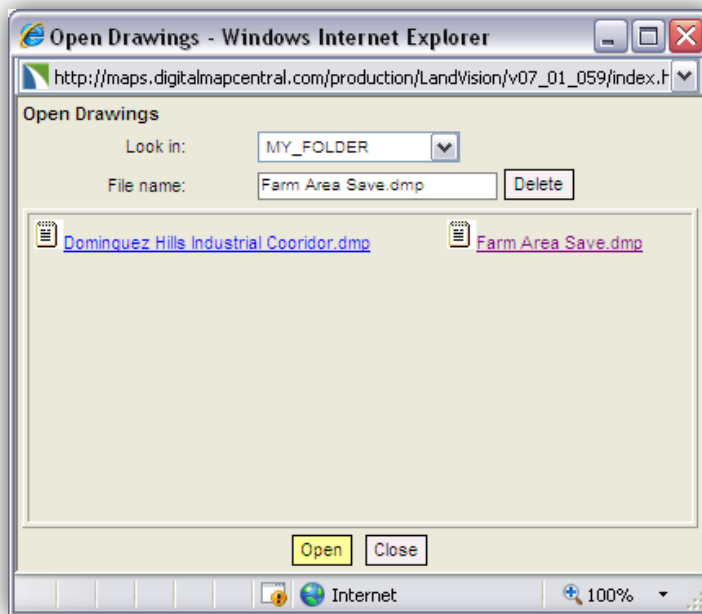 Open Drawings - Windows Internet Explorer
http://maps.digitalmapcentral.com/production/LandVision/v07_01_059/index.h
Open Drawings
Look in: MY_FOLDER
File name: Farm Area Save.dmp Delete
Dominquez Hills Industrial Cooridor.dmp Farm Area Save.dmp
Open Close
Internet 100%